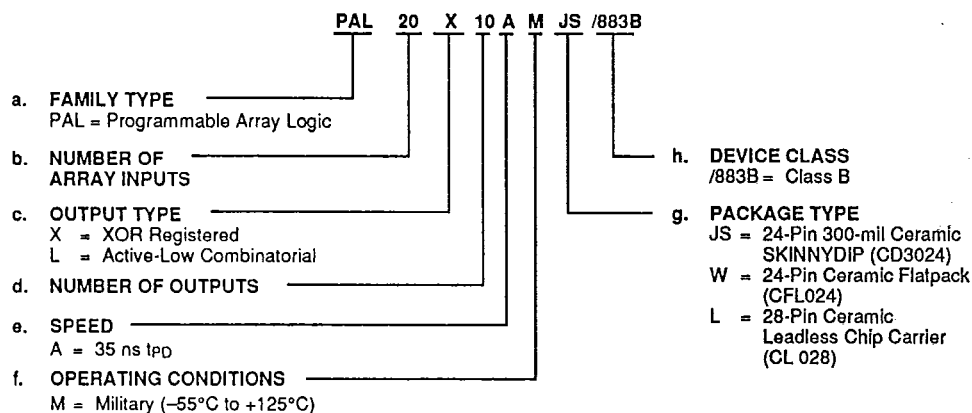 PAL 20 X 10 A M JS /883B
a. FAMILY TYPE
PAL = Programmable Array Logic
b. NUMBER OF
ARRAY INPUTS
c. OUTPUT TYPE
X = XOR Registered
L = Active-Low Combinatorial
d. NUMBER OF OUTPUTS
e. SPEED
A = 35 ns tPD
f. OPERATING CONDITIONS
M = Military (–55°C to +125°C)
h. DEVICE CLASS
/883B = Class B
g. PACKAGE TYPE
JS = 24-Pin 300-mil Ceramic
SKINNYDIP (CD3024)
W = 24-Pin Ceramic Flatpack
(CFL024)
L = 28-Pin Ceramic
Leadless Chip Carrier
(CL 028)